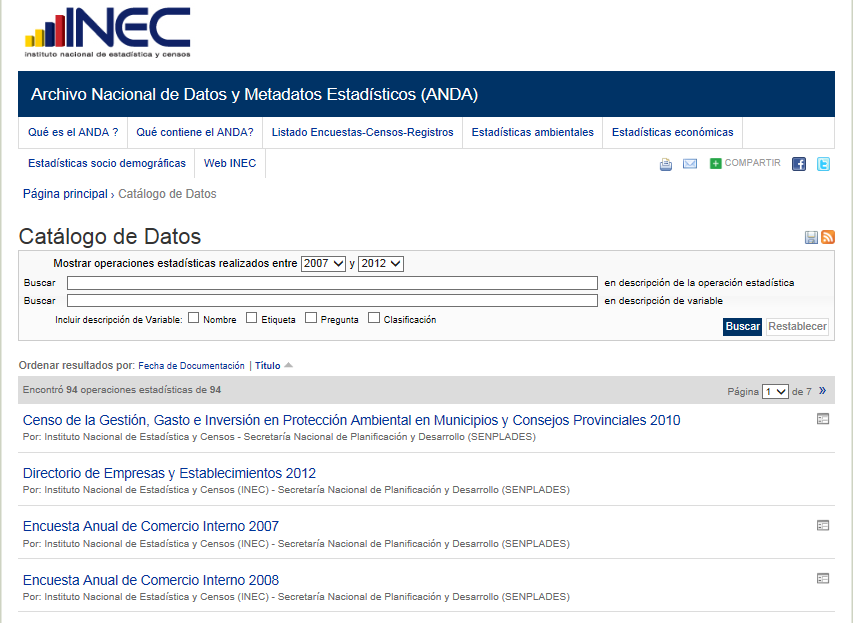 INEC
instituto nacional de estadística y censos
Archivo Nacional de Datos y Metadatos Estadísticos (ANDA)
Qué es el ANDA ? Qué contiene el ANDA? Listado Encuestas-Censos-Registros Estadísticas ambientales Estadísticas económicas
Estadísticas socio demográficas Web INEC COMPARTIR
Página principal › Catálogo de Datos
Catálogo de Datos
Mostrar operaciones estadísticas realizados entre 2007 y 2012
Buscar en descripción de la operación estadística
Buscar en descripción de variable
Incluir descripción de Variable: Nombre Etiqueta Pregunta Clasificación
Buscar Restablecer
Ordenar resultados por: Fecha de Documentación | Título
Encontró 94 operaciones estadísticas de 94 Página 1 de 7 »
Censo de la Gestión, Gasto e Inversión en Protección Ambiental en Municipios y Consejos Provinciales 2010
Por: Instituto Nacional de Estadística y Censos - Secretaría Nacional de Planificación y Desarrollo (SENPLADES)
Directorio de Empresas y Establecimientos 2012
Por: Instituto Nacional de Estadística y Censos (INEC) - Secretaría Nacional de Planificación y Desarrollo (SENPLADES)
Encuesta Anual de Comercio Interno 2007
Por: Instituto Nacional de Estadística y Censos (INEC) - Secretaría Nacional de Planificación y Desarrollo (SENPLADES)
Encuesta Anual de Comercio Interno 2008
Por: Instituto Nacional de Estadística y Censos (INEC) - Secretaría Nacional de Planificación y Desarrollo (SENPLADES)